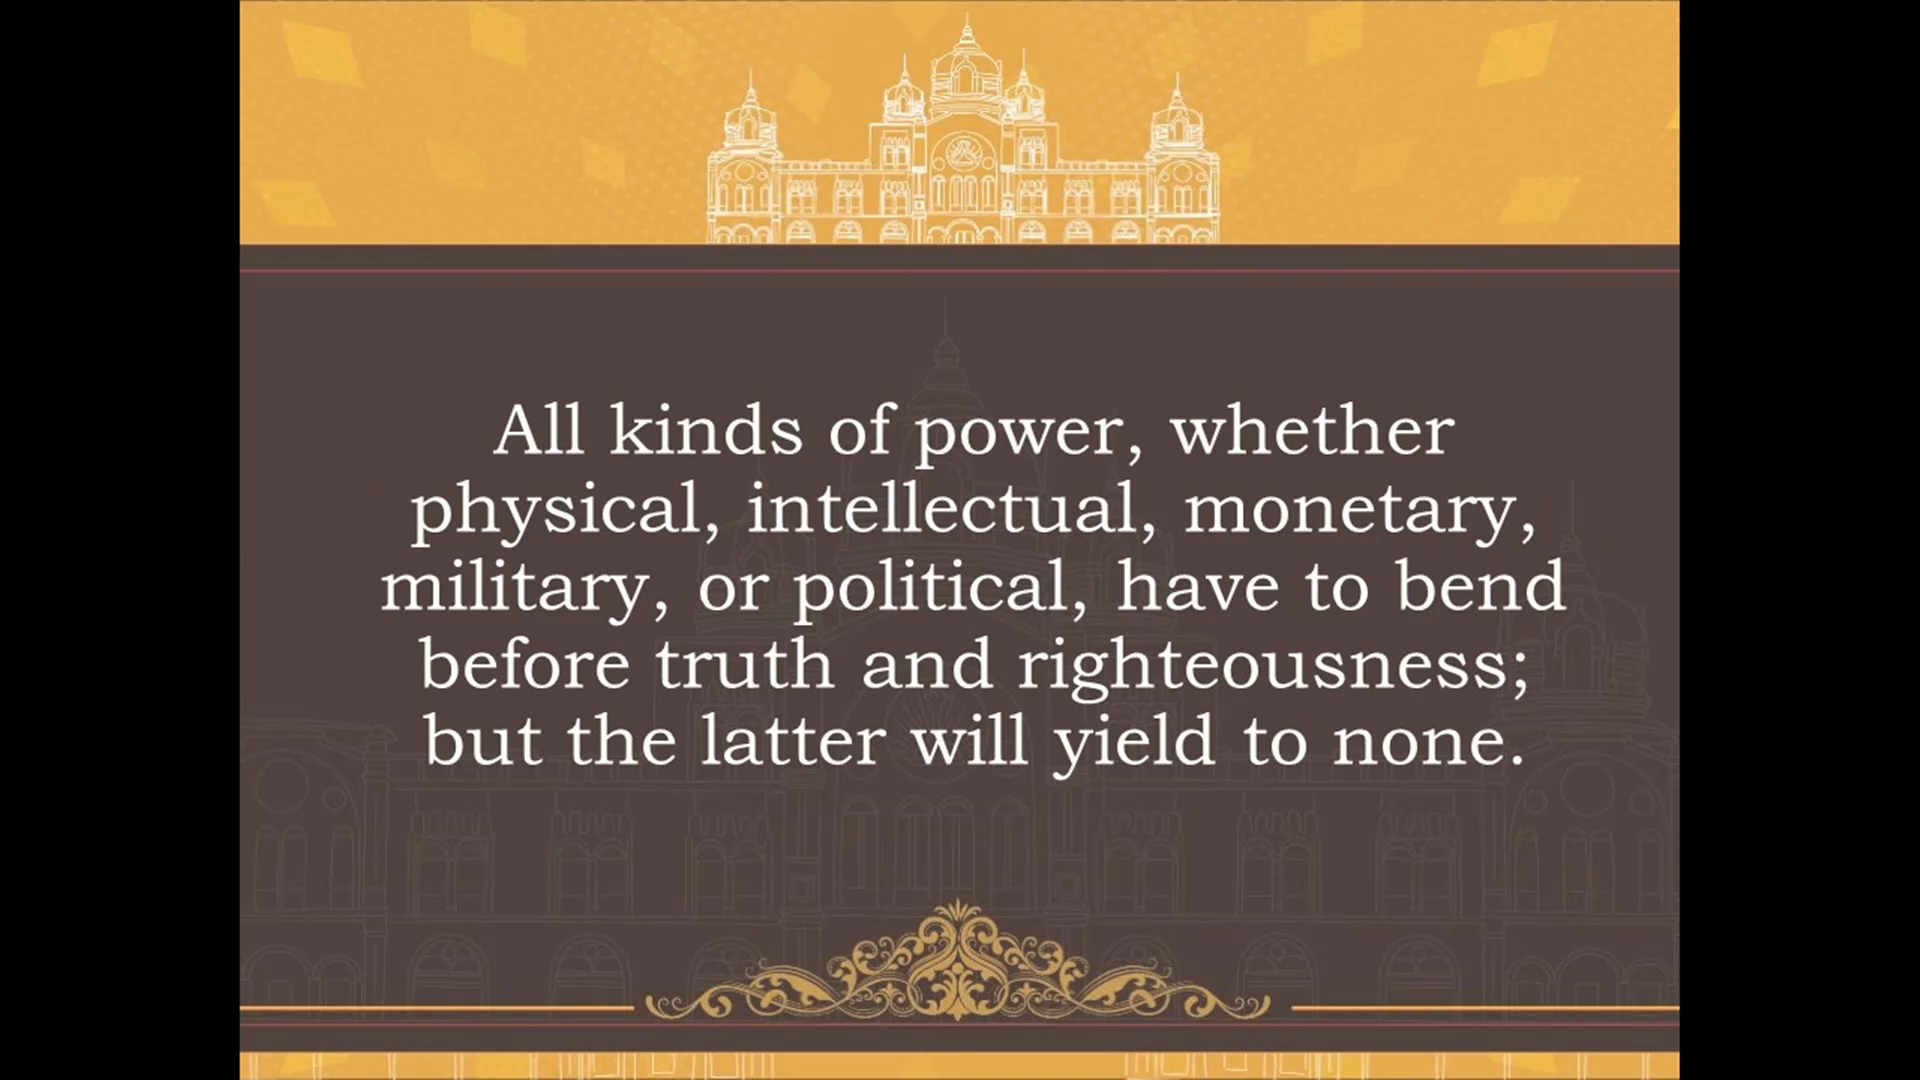 All kinds of power, whether
physical, intellectual, monetary,
military, or political, have to bend
before truth and righteousness;
but the latter will yield to none.